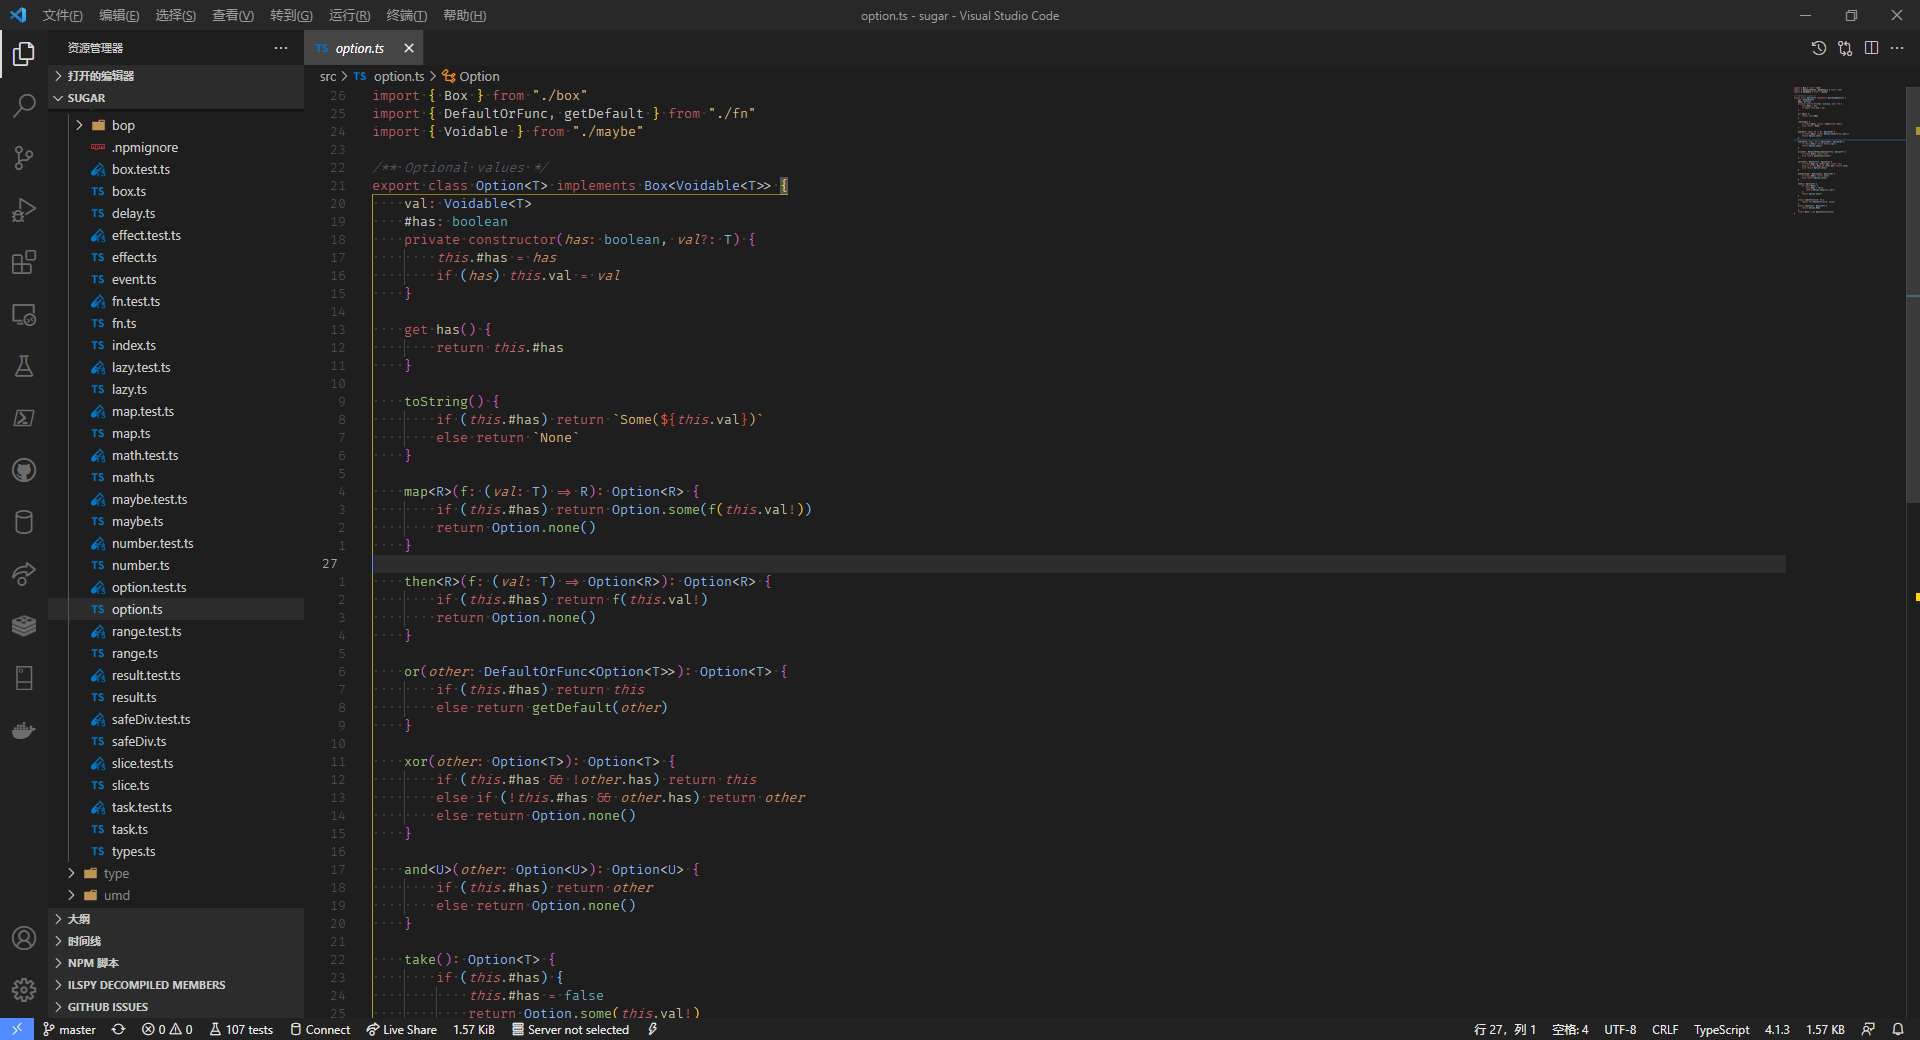 文件(F) 编辑(E) 选择(S) 查看(V) 转到(G) 运行(R) 终端(T) 帮助(H)
option.ts - sugar - Visual Studio Code
资源管理器
打开的编辑器
SUGAR
bop
.npmignore
box.test.ts
TS box.ts
TS delay.ts
effect.test.ts
TS effect.ts
TS event.ts
fn.test.ts
TS fn.ts
TS index.ts
lazy.test.ts
TS lazy.ts
map.test.ts
TS map.ts
math.test.ts
TS math.ts
maybe.test.ts
TS maybe.ts
number.test.ts
TS number.ts
option.test.ts
TS option.ts
range.test.ts
TS range.ts
result.test.ts
TS result.ts
safeDiv.test.ts
TS safeDiv.ts
slice.test.ts
TS slice.ts
task.test.ts
TS task.ts
TS types.ts
type
umd
大纲
时间线
NPM 脚本
ILSPY DECOMPILED MEMBERS
GITHUB ISSUES
TS option.ts
src > TS option.ts > Option
26 import { Box } from "./box"
25 import { DefaultOrFunc, getDefault } from "./fn"
24 import { Voidable } from "./maybe"
23
22 /** Optional values */
21 export class Option<T> implements Box<Voidable<T>> {
20 val: Voidable<T>
19 #has: boolean
18 private constructor(has: boolean, val?: T) {
17 this.#has = has
16 if (has) this.val = val
15 }
14
13 get has() {
12 return this.#has
11 }
10
9 toString() {
8 if (this.#has) return `Some(${this.val})`
7 else return `None`
6 }
5
4 map<R>(f: (val: T) => R): Option<R> {
3 if (this.#has) return Option.some(f(this.val!))
2 return Option.none()
1 }
27
1 then<R>(f: (val: T) => Option<R>): Option<R> {
2 if (this.#has) return f(this.val!)
3 return Option.none()
4 }
5
6 or(other: DefaultOrFunc<Option<T>>): Option<T> {
7 if (this.#has) return this
8 else return getDefault(other)
9 }
10
11 xor(other: Option<T>): Option<T> {
12 if (this.#has && !other.has) return this
13 else if (!this.#has && other.has) return other
14 else return Option.none()
15 }
16
17 and<U>(other: Option<U>): Option<U> {
18 if (this.#has) return other
19 else return Option.none()
20 }
21
22 take(): Option<T> {
23 if (this.#has) {
24 this.#has = false
25 return Option.some(this.val!)
master 0 0 107 tests Connect Live Share 1.57 KiB Server not selected
行 27，列 1 空格: 4 UTF-8 CRLF TypeScript 4.1.3 1.57 KB